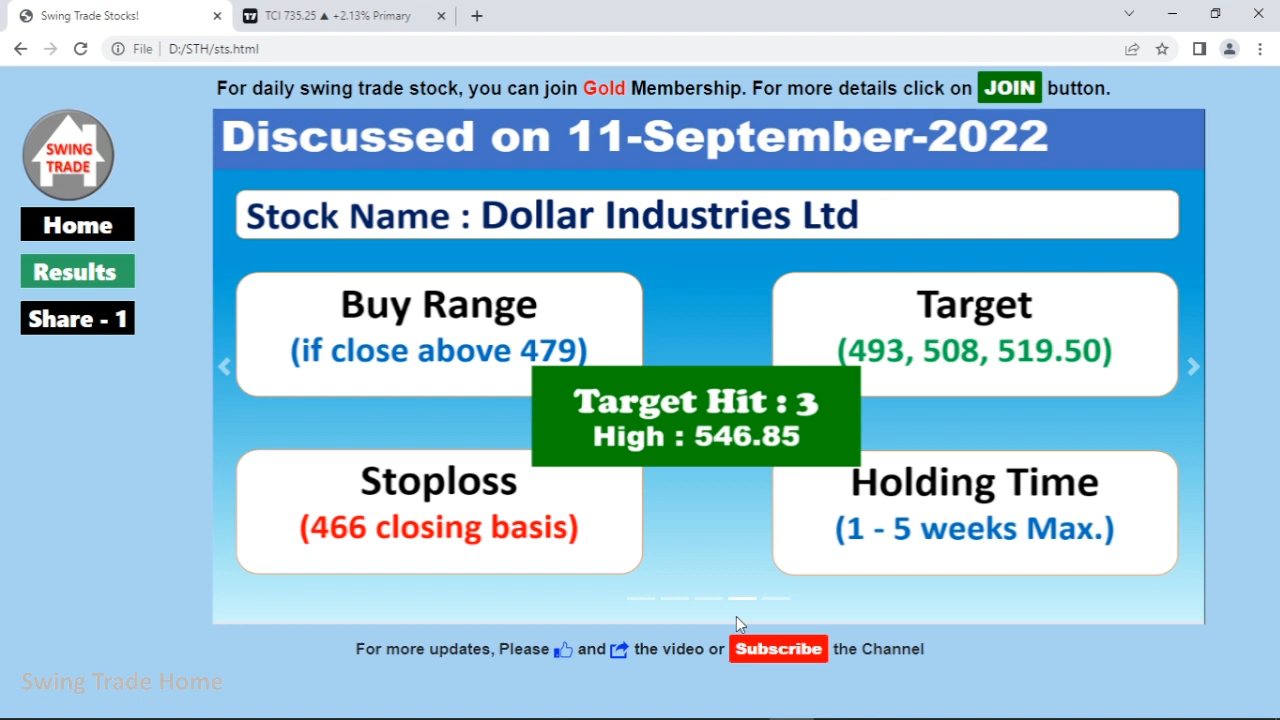 Swing Trade Stocks!
TCI 735.25 ▲ +2.13% Primary
File
D:/STH/sts.html
For daily swing trade stock, you can join Gold Membership. For more details click on JOIN button.
SWING
TRADE
Home
Results
Share - 1
Discussed on 11-September-2022
Stock Name : Dollar Industries Ltd
Buy Range
(if close above 479)
Target
(493, 508, 519.50)
Target Hit : 3
High : 546.85
Stoploss
(466 closing basis)
Holding Time
(1 - 5 weeks Max.)
For more updates, Please and the video or Subscribe the Channel
Swing Trade Home